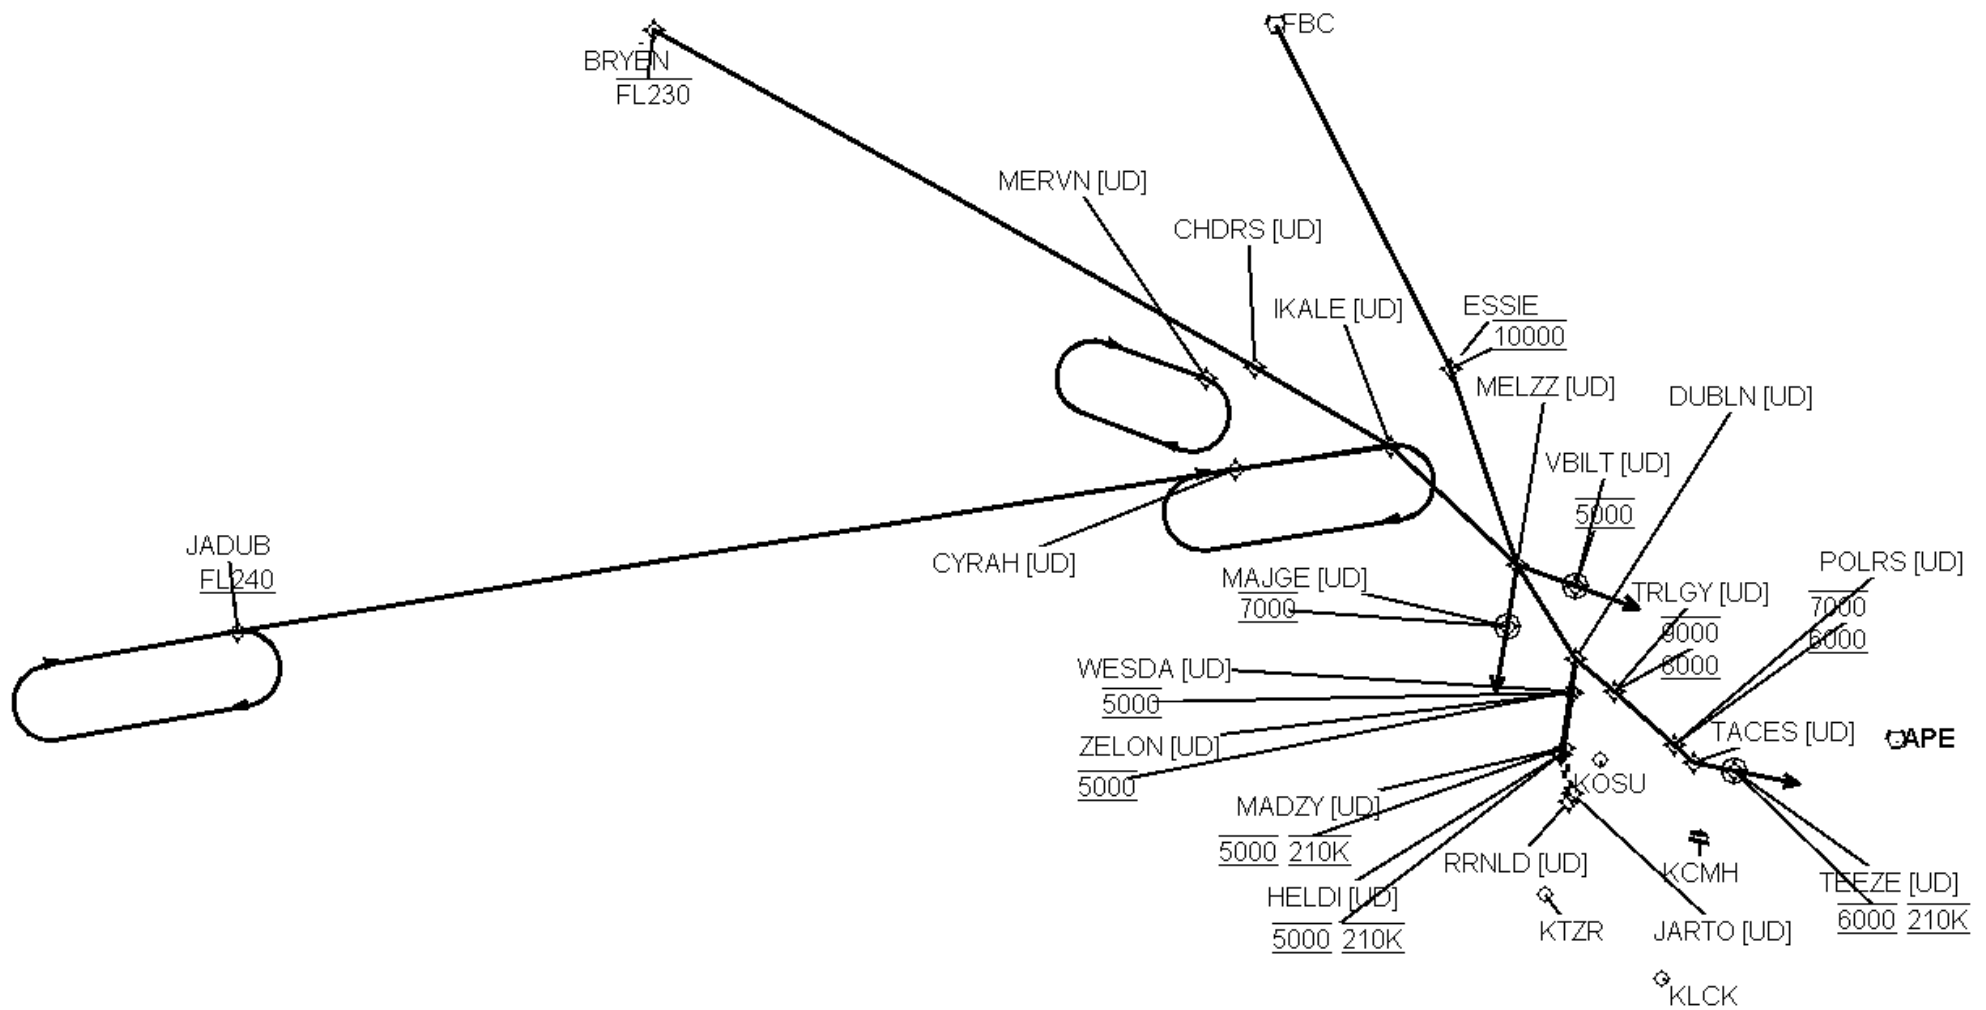 FBC
BRYEN
FL230
MERVN [UD]
CHDRS [UD]
IKALE [UD]
ESSIE
10000
MELZZ [UD]
DUBLN [UD]
VBILT [UD]
5000
JADUB
FL240
CYRAH [UD]
MAJGE [UD]
7000
POLRS [UD]
7000
6000
TRLGY [UD]
9000
8000
WESDA [UD]
5000
ZELON [UD]
5000
TACES [UD]
APE
KOSU
MADZY [UD]
5000 210K
RRNLD [UD]
KCMH
HELDI [UD]
5000 210K
TEEZE [UD]
6000 210K
KTZR
JARTO [UD]
KLCK